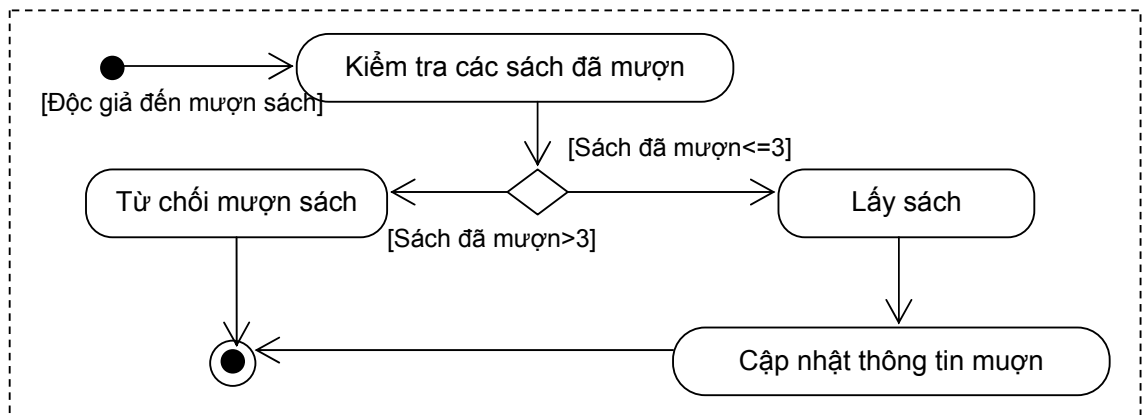 Kiểm tra các sách đã mượn
[Độc giả đến mượn sách]
[Sách đã mượn<=3]
Từ chối mượn sách
Lấy sách
[Sách đã mượn>3]
Cập nhật thông tin muợn